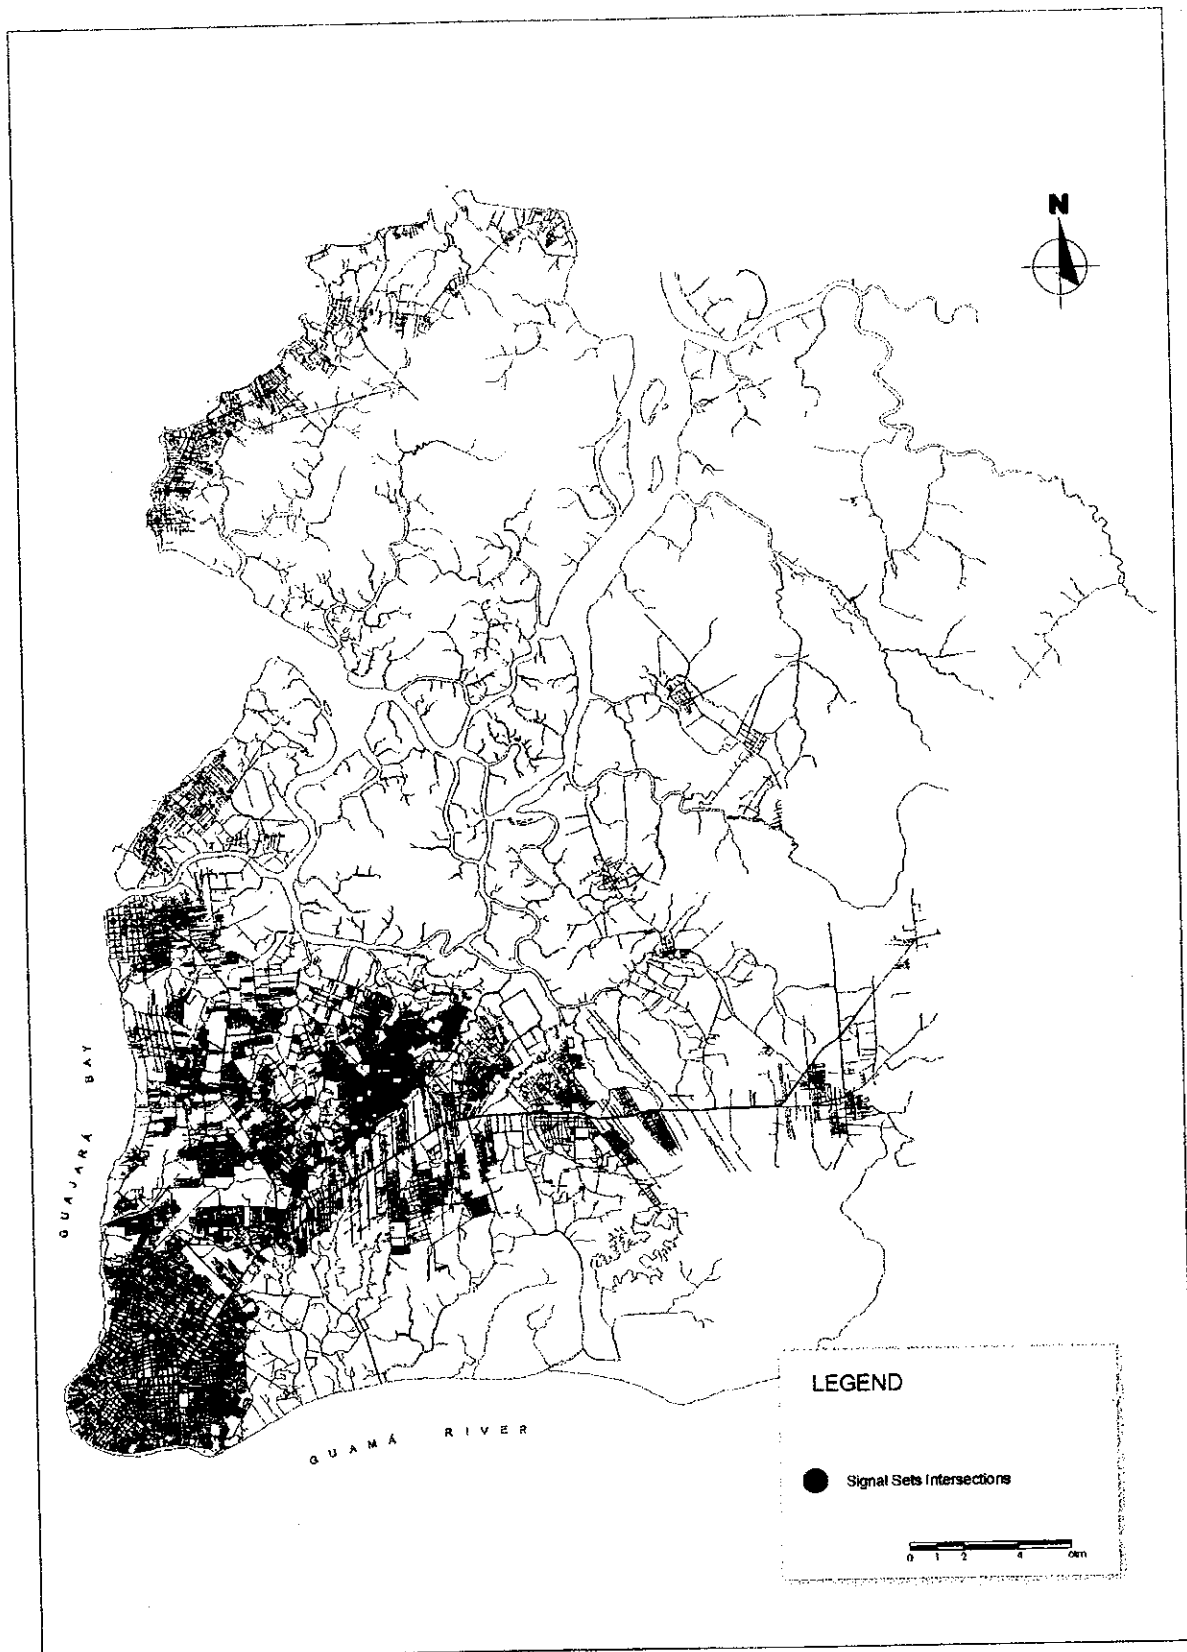 N
GUAJARÁ BAY
GUAMÁ RIVER
LEGEND
Signal Sets Intersections
0 1 2 4